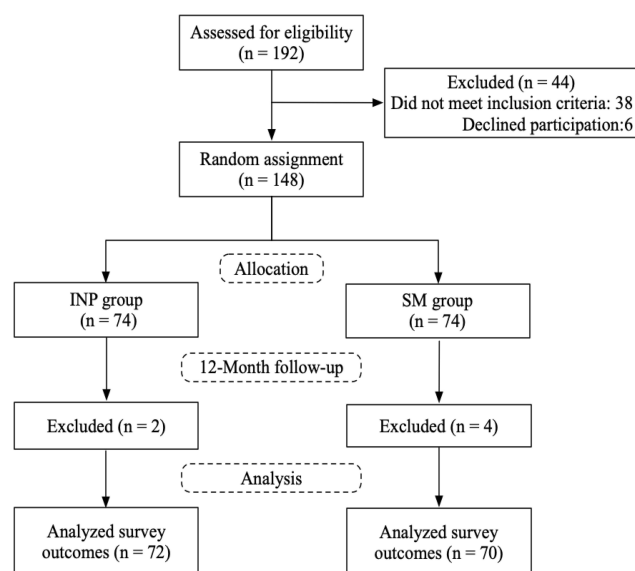 Assessed for eligibility
(n = 192)
Excluded (n = 44)
Did not meet inclusion criteria: 38
Declined participation:6
Random assignment
(n = 148)
Allocation
INP group
(n = 74)
SM group
(n = 74)
12-Month follow-up
Excluded (n = 2)
Excluded (n = 4)
Analysis
Analyzed survey
outcomes (n = 72)
Analyzed survey
outcomes (n = 70)